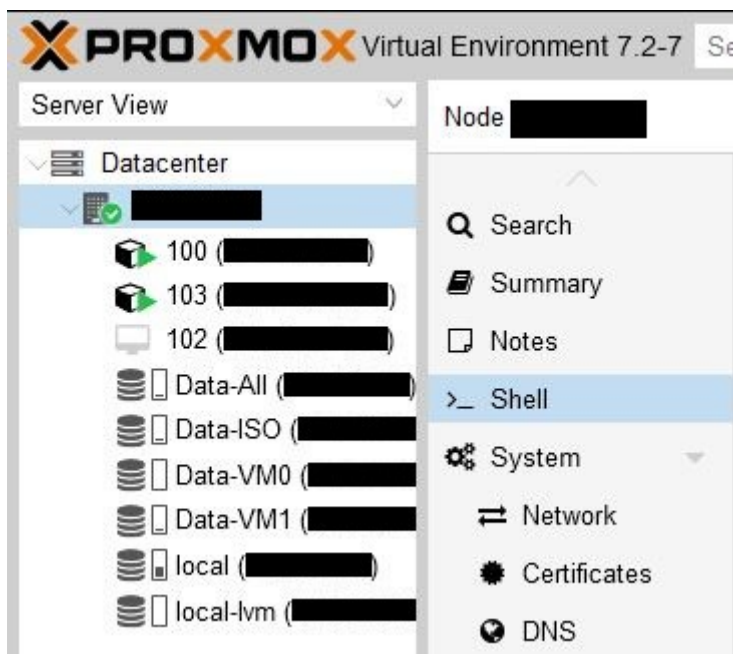 PROXMOX Virtual Environment 7.2-7 Se
Server View
Datacenter
100 ( )
103 ( )
102 ( )
Data-All ( )
Data-ISO (
Data-VM0 (
Data-VM1 (
local ( )
local-lvm (
Node
Search
Summary
Notes
>_ Shell
System
Network
Certificates
DNS